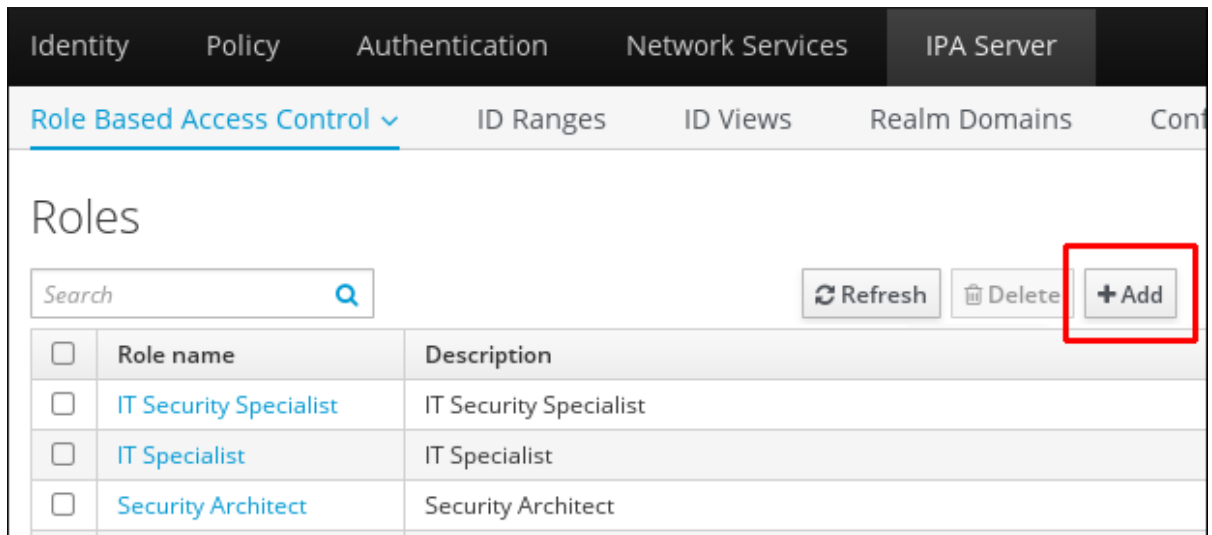 Identity Policy Authentication Network Services IPA Server
Role Based Access Control ID Ranges ID Views Realm Domains
Roles
Search Refresh Delete Add
Role name Description
IT Security Specialist IT Security Specialist
IT Specialist IT Specialist
Security Architect Security Architect